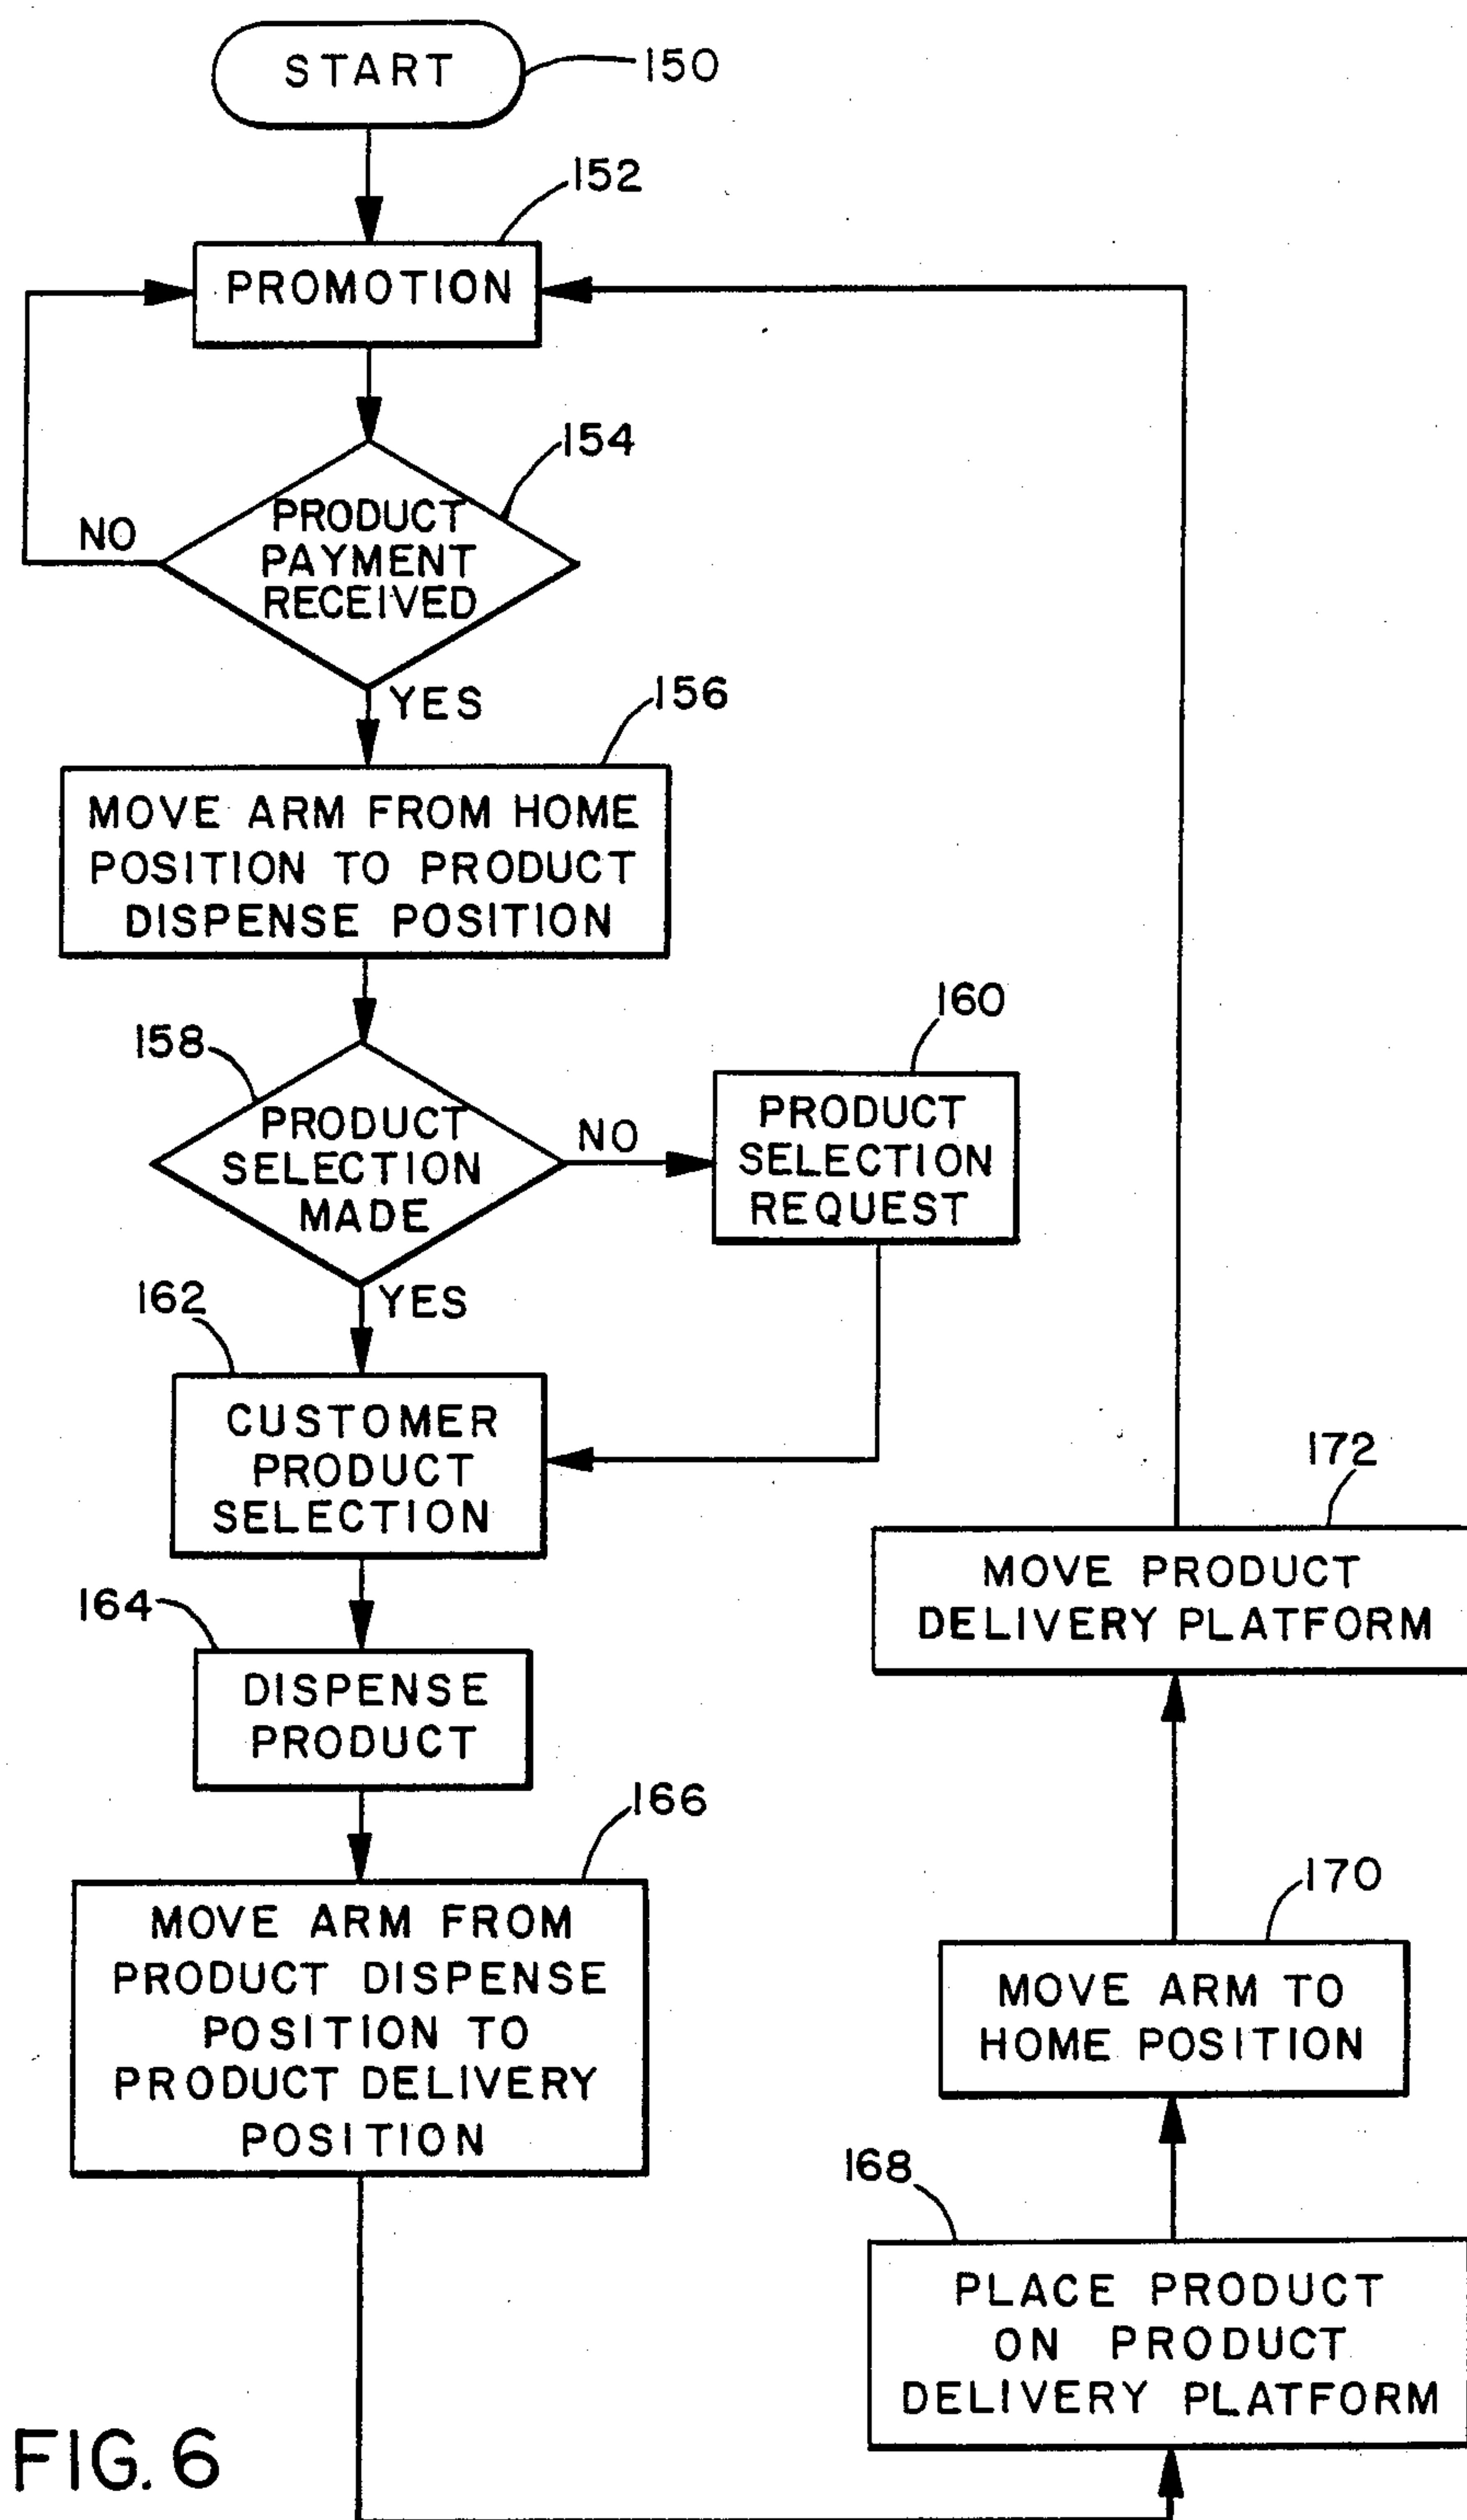 START
150
152
PROMOTION
154
PRODUCT
PAYMENT
RECEIVED
NO
YES
156
MOVE ARM FROM HOME
POSITION TO PRODUCT
DISPENSE POSITION
158
PRODUCT
SELECTION
MADE
NO
160
PRODUCT
SELECTION
REQUEST
YES
162
CUSTOMER
PRODUCT
SELECTION
164
DISPENSE
PRODUCT
166
MOVE ARM FROM
PRODUCT DISPENSE
POSITION TO
PRODUCT DELIVERY
POSITION
168
PLACE PRODUCT
ON PRODUCT
DELIVERY PLATFORM
170
MOVE ARM TO
HOME POSITION
172
MOVE PRODUCT
DELIVERY PLATFORM
FIG. 6